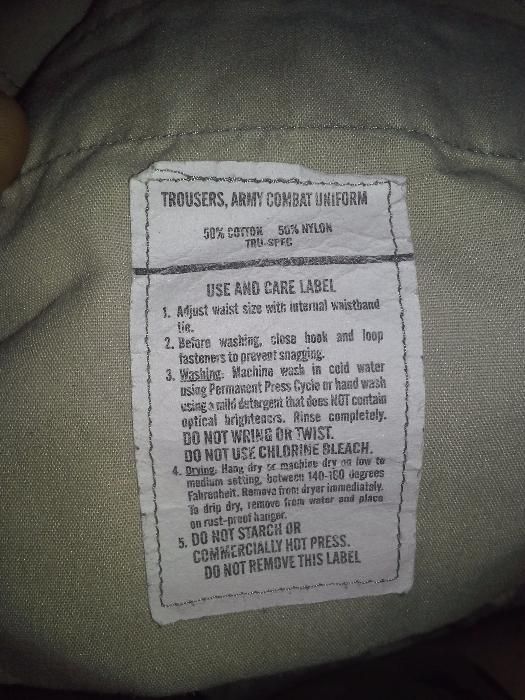 TROUSERS, ARMY COMBAT UNIFORM
50% COTTON 50% NYLON
TRU-SPEC
USE AND CARE LABEL
1. Adjust waist size with internal waistband
tie.
2. Before washing, close hook and loop
fasteners to prevent snagging.
3. Washing: Machine wash in cold water
using Permanent Press Cycle or hand wash
using a mild detergent that does NOT contain
optical brighteners. Rinse completely.
DO NOT WRING OR TWIST.
DO NOT USE CHLORINE BLEACH.
4. Drying: Hang dry or machine dry on low to
medium setting, between 140-160 degrees
Fahrenheit. Remove from dryer immediately.
To drip dry, remove from water and place
on rust-proof hanger.
5. DO NOT STARCH OR
COMMERCIALLY HOT PRESS.
DO NOT REMOVE THIS LABEL